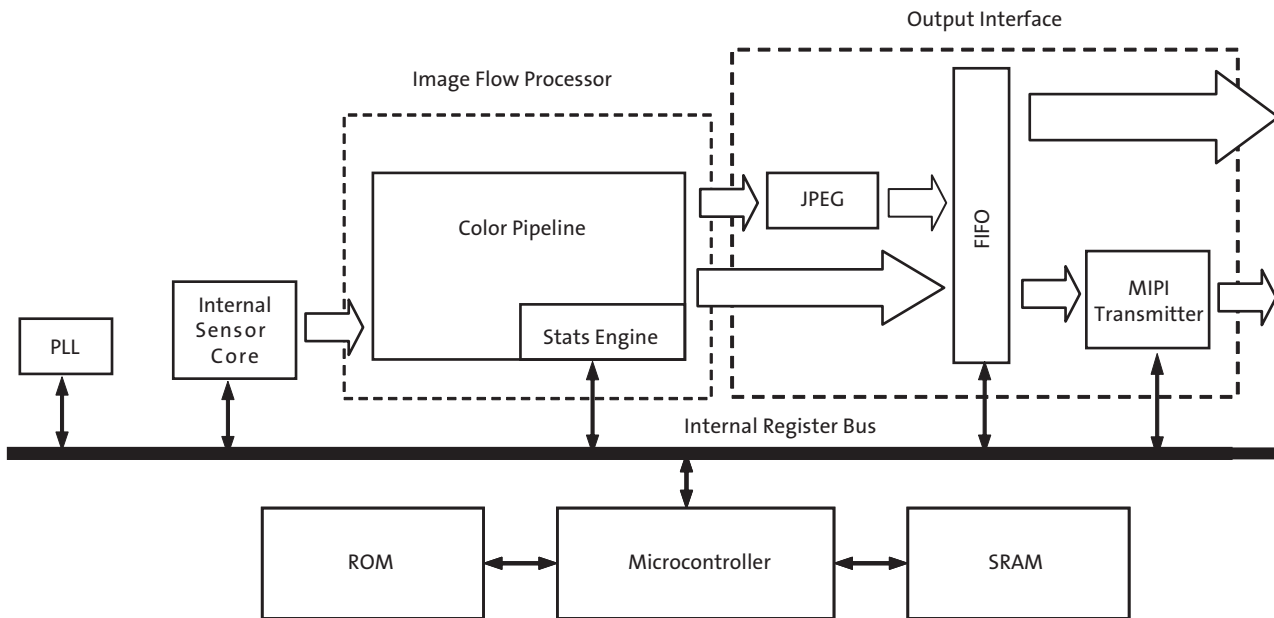 Output Interface
Image Flow Processor
JPEG
Color Pipeline
FIFO
Internal
Sensor
Core
MIPI
Transmitter
Stats Engine
PLL
Internal Register Bus
ROM
Microcontroller
SRAM